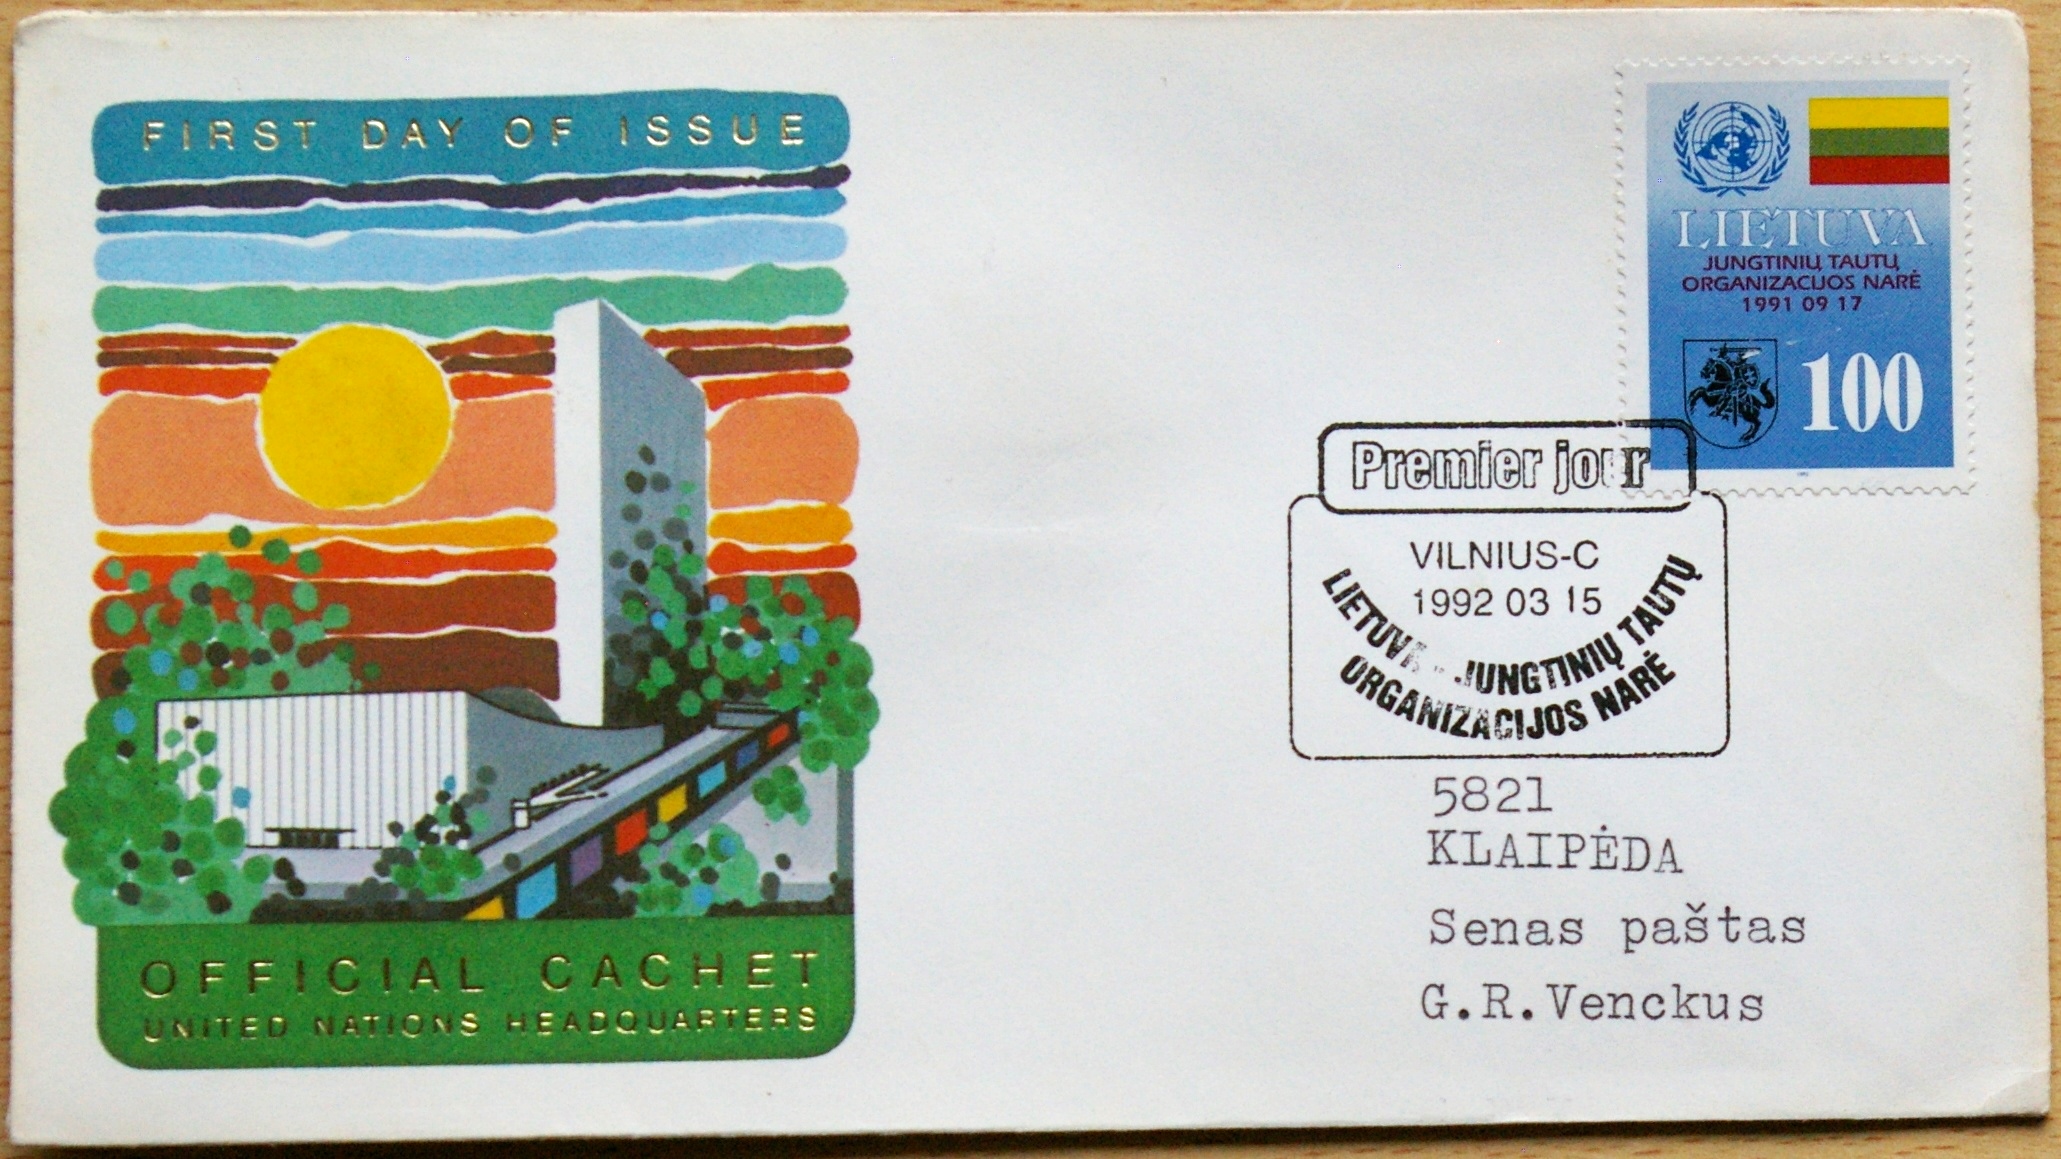 FIRST DAY OF ISSUE
OFFICIAL CACHET
UNITED NATIONS HEADQUARTERS
LIETUVA
JUNGTINIŲ TAUTŲ
ORGANIZACIJOS NARĖ
1991 09 17
100
Premier jour
VILNIUS-C
1992 03 15
LIETUVA - JUNGTINIŲ TAUTŲ
ORGANIZACIJOS NARĖ
5821
KLAIPĖDA
Senas paštas
G.R.Venckus